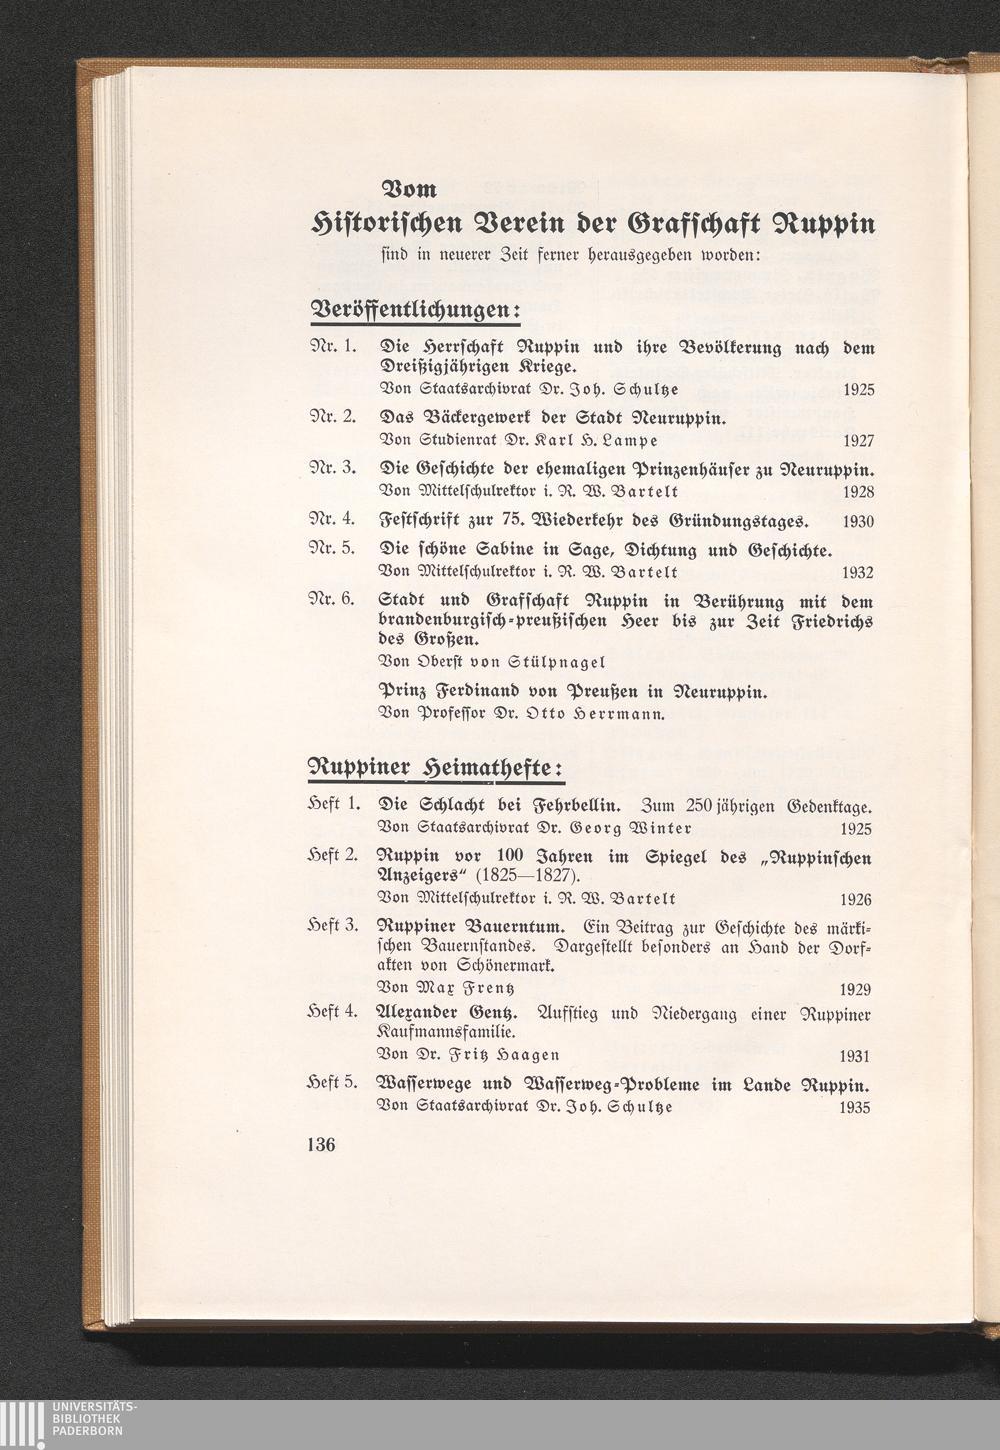 Vom
Historischen Verein der Grafschaft Ruppin
sind in neuerer Zeit ferner herausgegeben worden:
Veröffentlichungen:
Nr. 1. Die Herrschaft Ruppin und ihre Bevölkerung nach dem
Dreißigjährigen Kriege.
Von Staatsarchivrat Dr. Joh. Schultze 1925
Nr. 2. Das Bäckergewerk der Stadt Neuruppin.
Von Studienrat Dr. Karl H. Lampe 1927
Nr. 3. Die Geschichte der ehemaligen Prinzenhäuser zu Neuruppin.
Von Mittelschulrektor i. R. W. Bartelt 1928
Nr. 4. Festschrift zur 75. Wiederkehr des Gründungstages. 1930
Nr. 5. Die schöne Sabine in Sage, Dichtung und Geschichte.
Von Mittelschulrektor i. R. W. Bartelt 1932
Nr. 6. Stadt und Grafschaft Ruppin in Berührung mit dem
brandenburgisch-preußischen Heer bis zur Zeit Friedrichs
des Großen.
Von Oberst von Stülpnagel
Prinz Ferdinand von Preußen in Neuruppin.
Von Professor Dr. Otto Herrmann.
Ruppiner Heimathefte:
Heft 1. Die Schlacht bei Fehrbellin. Zum 250 jährigen Gedenktage.
Von Staatsarchivrat Dr. Georg Winter 1925
Heft 2. Ruppin vor 100 Jahren im Spiegel des „Ruppinschen
Anzeigers“ (1825—1827).
Von Mittelschulrektor i. R. W. Bartelt 1926
Heft 3. Ruppiner Bauerntum. Ein Beitrag zur Geschichte des märki-
schen Bauernstandes. Dargestellt besonders an Hand der Dorf-
akten von Schönermark.
Von Max Frentz 1929
Heft 4. Alexander Gentz. Aufstieg und Niedergang einer Ruppiner
Kaufmannsfamilie.
Von Dr. Fritz Haagen 1931
Heft 5. Wasserwege und Wasserweg-Probleme im Lande Ruppin.
Von Staatsarchivrat Dr. Joh. Schultze 1935
136
UNIVERSITÄTS-
BIBLIOTHEK
PADERBORN